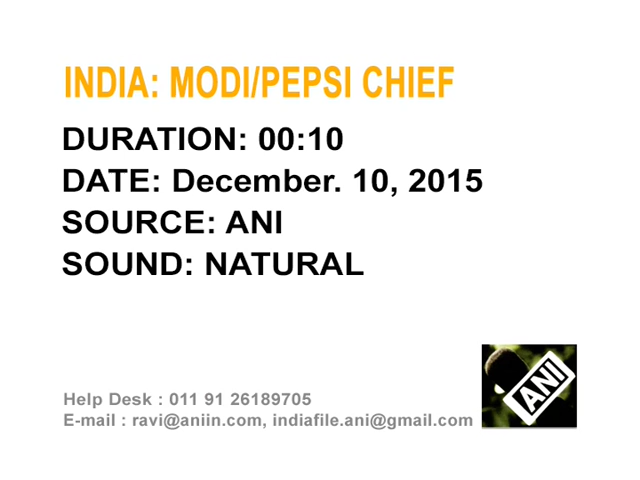 INDIA: MODI/PEPSI CHIEF
DURATION: 00:10
DATE: December. 10, 2015
SOURCE: ANI
SOUND: NATURAL
ANI
Help Desk : 011 91 26189705
E-mail : ravi@aniin.com, indiafile.ani@gmail.com